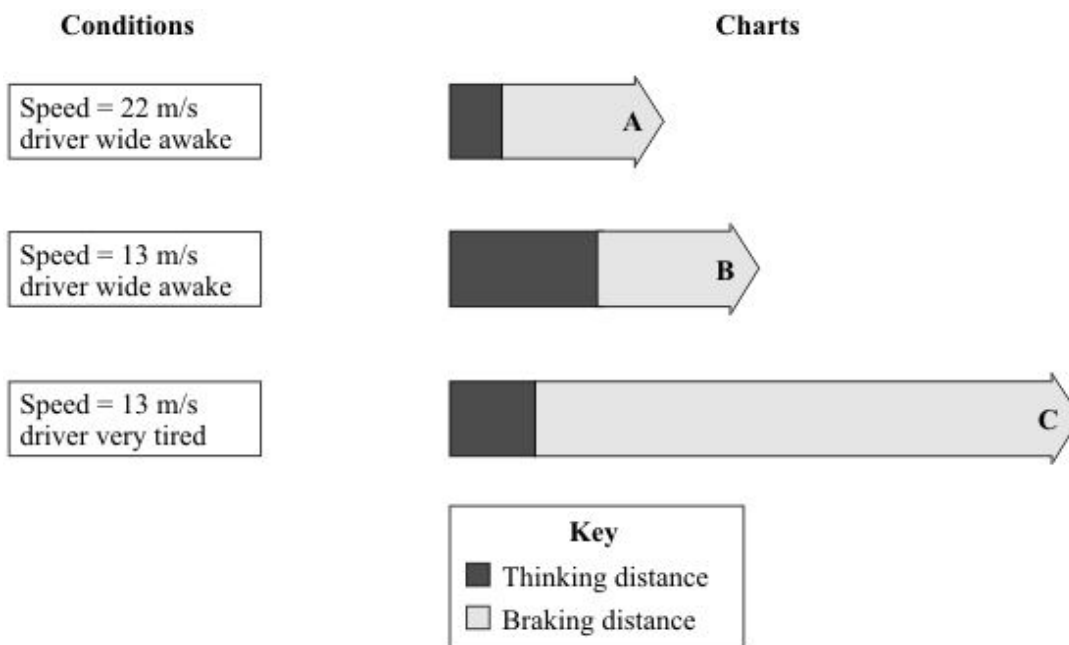 Conditions
Charts
Speed = 22 m/s
driver wide awake
A
Speed = 13 m/s
driver wide awake
B
Speed = 13 m/s
driver very tired
C
Key
Thinking distance
Braking distance